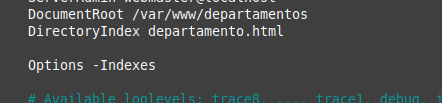 ServerAdmin webmaster@localhost
DocumentRoot /var/www/departamentos
DirectoryIndex departamento.html
Options -Indexes
# Available loglevels: trace8, ..., trace1, debug, i